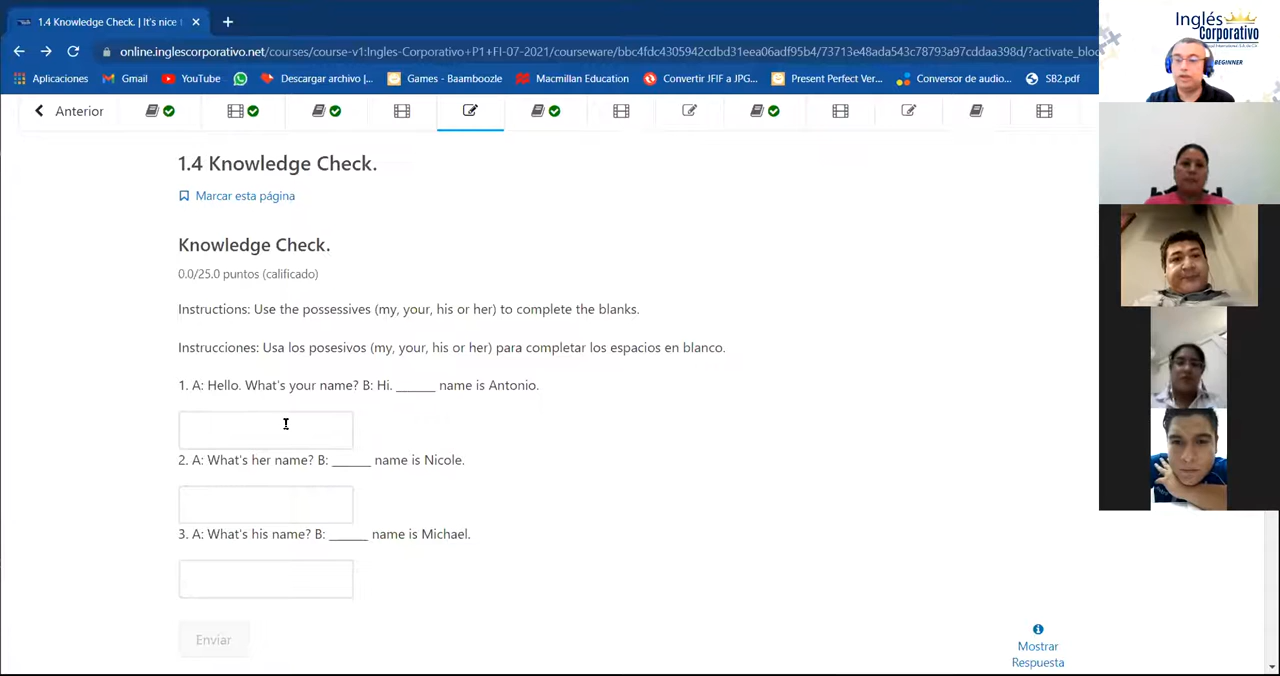 1.4 Knowledge Check. | It's nice t
online.inglescorporativo.net/courses/course-v1:Ingles-Corporativo+P1+FI-07-2021/courseware/bbc4fdc4305942cdbd31eea06adf95b4/73713e48ada543c78793a97cddaa398d/?activate_bloc
Aplicaciones Gmail YouTube Descargar archivo |... Games - Baamboozle Macmillan Education Convertir JFIF a JPG... Present Perfect Ver... Conversor de audio... SB2.pdf
Inglés
Corporativo
BEGINNER
Anterior
1.4 Knowledge Check.
Marcar esta página
Knowledge Check.
0.0/25.0 puntos (calificado)
Instructions: Use the possessives (my, your, his or her) to complete the blanks.
Instrucciones: Usa los posesivos (my, your, his or her) para completar los espacios en blanco.
1. A: Hello. What's your name? B: Hi. ______ name is Antonio.
2. A: What's her name? B: ______ name is Nicole.
3. A: What's his name? B: ______ name is Michael.
Enviar
Mostrar
Respuesta